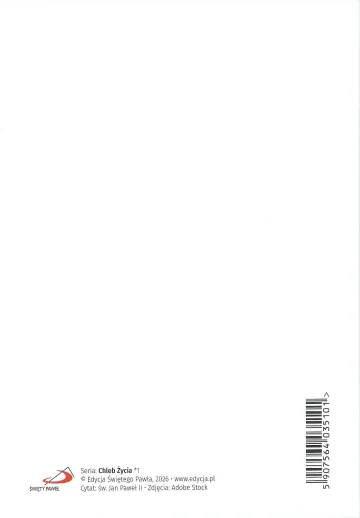 Seria: Chleb Życia *1
© Edycja Świętego Pawła, 2026 • www.edycja.pl
Cytat: św. Jan Paweł II • Zdjęcia: Adobe Stock
ŚWIĘTY PAWEŁ
5 907564 035101 >